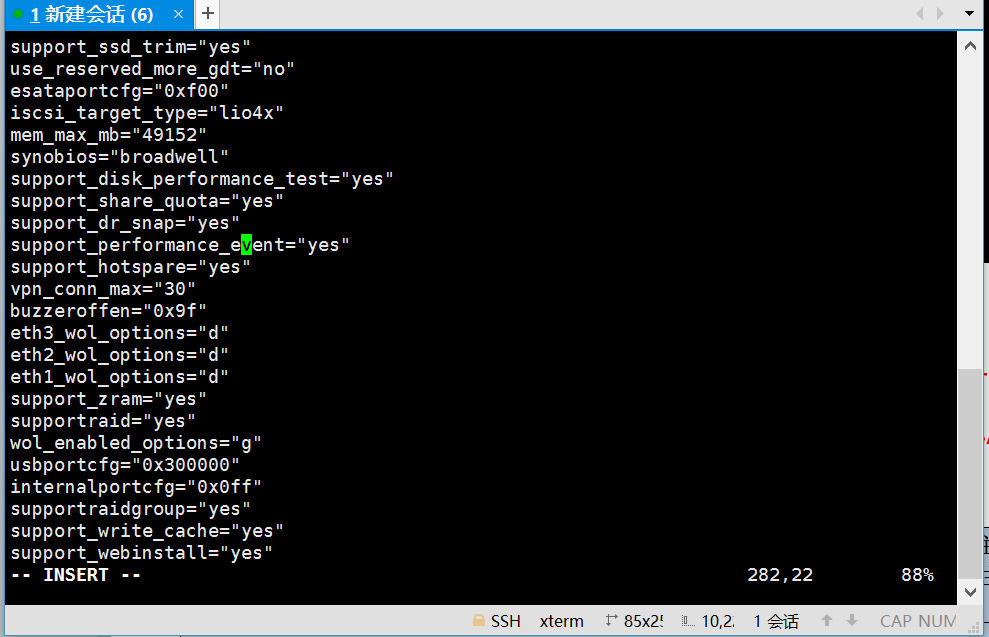 1 新建会话 (6) × +
support_ssd_trim="yes"
use_reserved_more_gdt="no"
esataportcfg="0xf00"
iscsi_target_type="lio4x"
mem_max_mb="49152"
synobios="broadwell"
support_disk_performance_test="yes"
support_share_quota="yes"
support_dr_snap="yes"
support_performance_event="yes"
support_hotspare="yes"
vpn_conn_max="30"
buzzeroffen="0x9f"
eth3_wol_options="d"
eth2_wol_options="d"
eth1_wol_options="d"
support_zram="yes"
supportraid="yes"
wol_enabled_options="g"
usbportcfg="0x300000"
internalportcfg="0x0ff"
supportraidgroup="yes"
support_write_cache="yes"
support_webinstall="yes"
-- INSERT -- 282,22 88%
SSH xterm 85x25 10,22 1 会话 CAP NUM